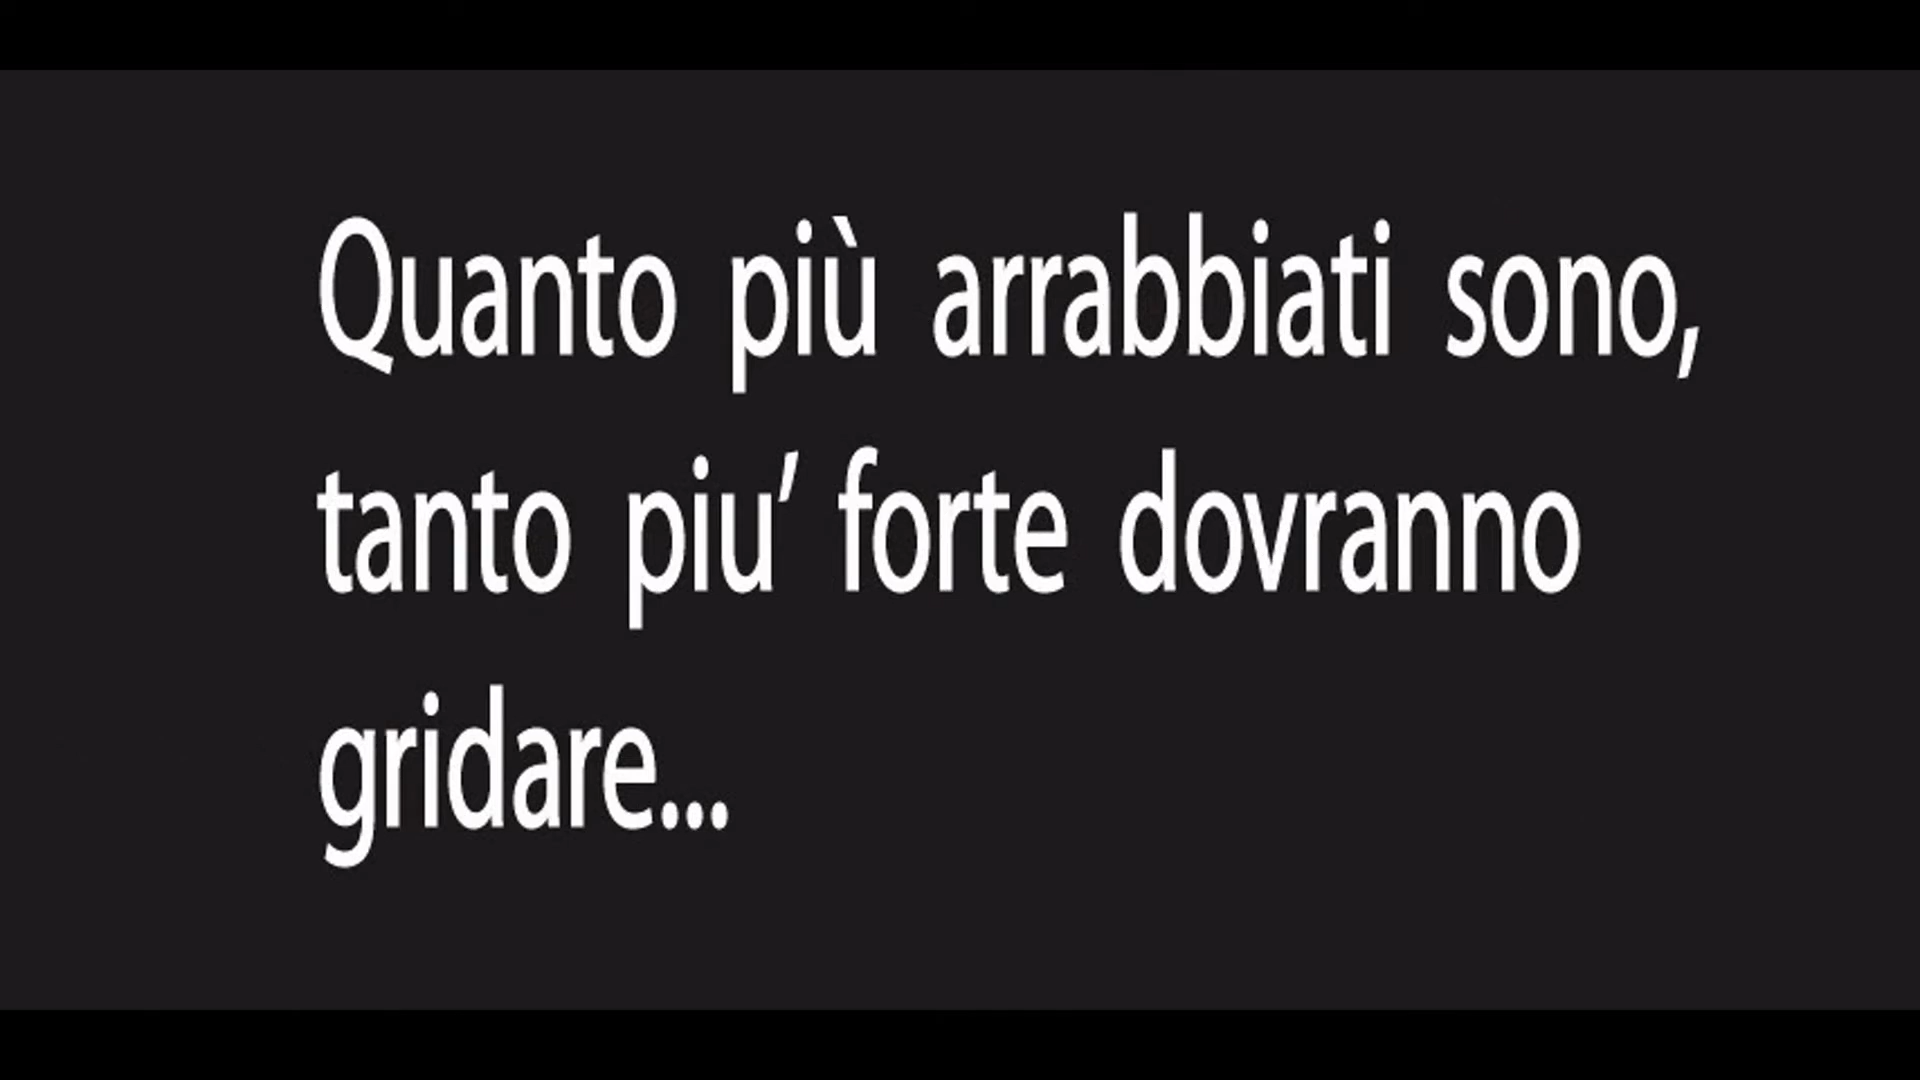 Quanto più arrabbiati sono,
tanto piu’ forte dovranno
gridare...